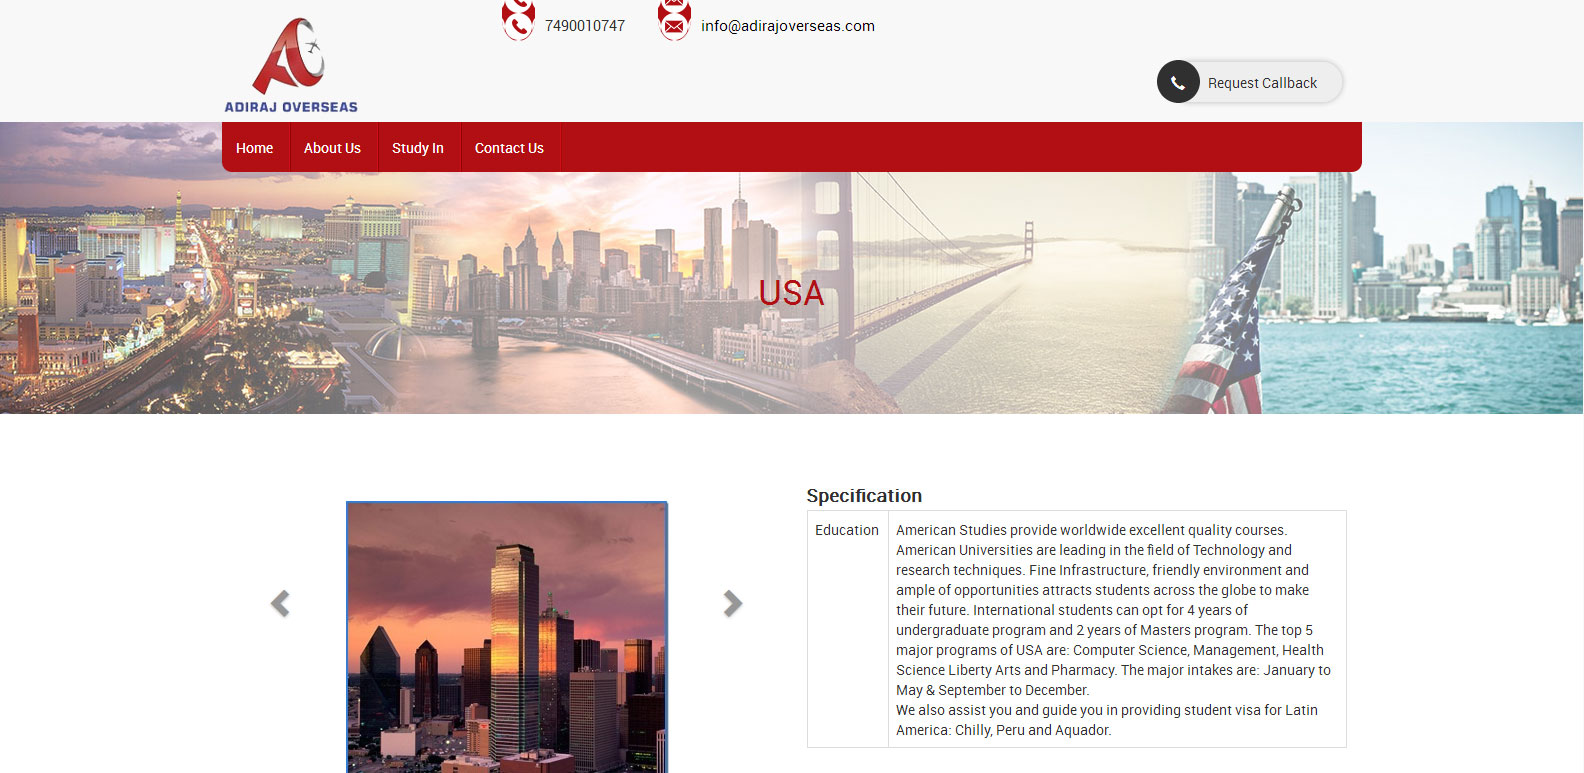 7490010747
info@adirajoverseas.com
ADIRAJ OVERSEAS
Request Callback
Home
About Us
Study In
Contact Us
USA
Specification
Education
American Studies provide worldwide excellent quality courses.
American Universities are leading in the field of Technology and
research techniques. Fine Infrastructure, friendly environment and
ample of opportunities attracts students across the globe to make
their future. International students can opt for 4 years of
undergraduate program and 2 years of Masters program. The top 5
major programs of USA are: Computer Science, Management, Health
Science Liberty Arts and Pharmacy. The major intakes are: January to
May & September to December.
We also assist you and guide you in providing student visa for Latin
America: Chilly, Peru and Aquador.